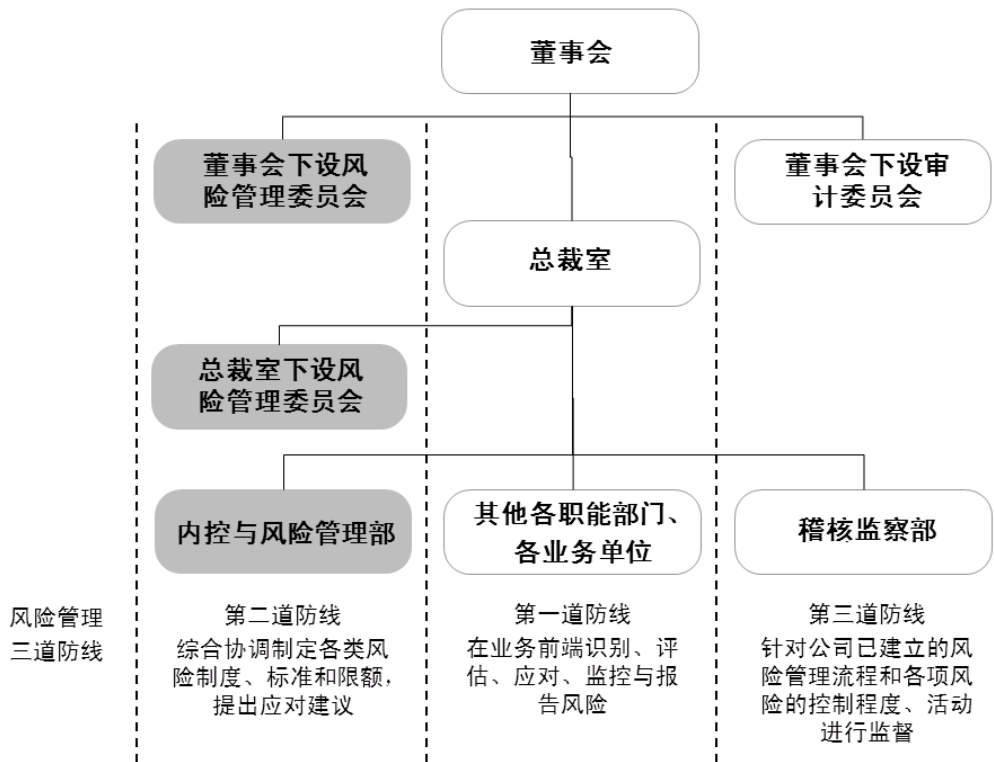 董事会
董事会下设风
险管理委员会
董事会下设审
计委员会
总裁室
总裁室下设风
险管理委员会
内控与风险管理部
其他各职能部门、
各业务单位
稽核监察部
风险管理
三道防线
第二道防线
综合协调制定各类风
险制度、标准和限额，
提出应对建议
第一道防线
在业务前端识别、评
估、应对、监控与报
告风险
第三道防线
针对公司已建立的风
险管理流程和各项风
险的控制程度、活动
进行监督